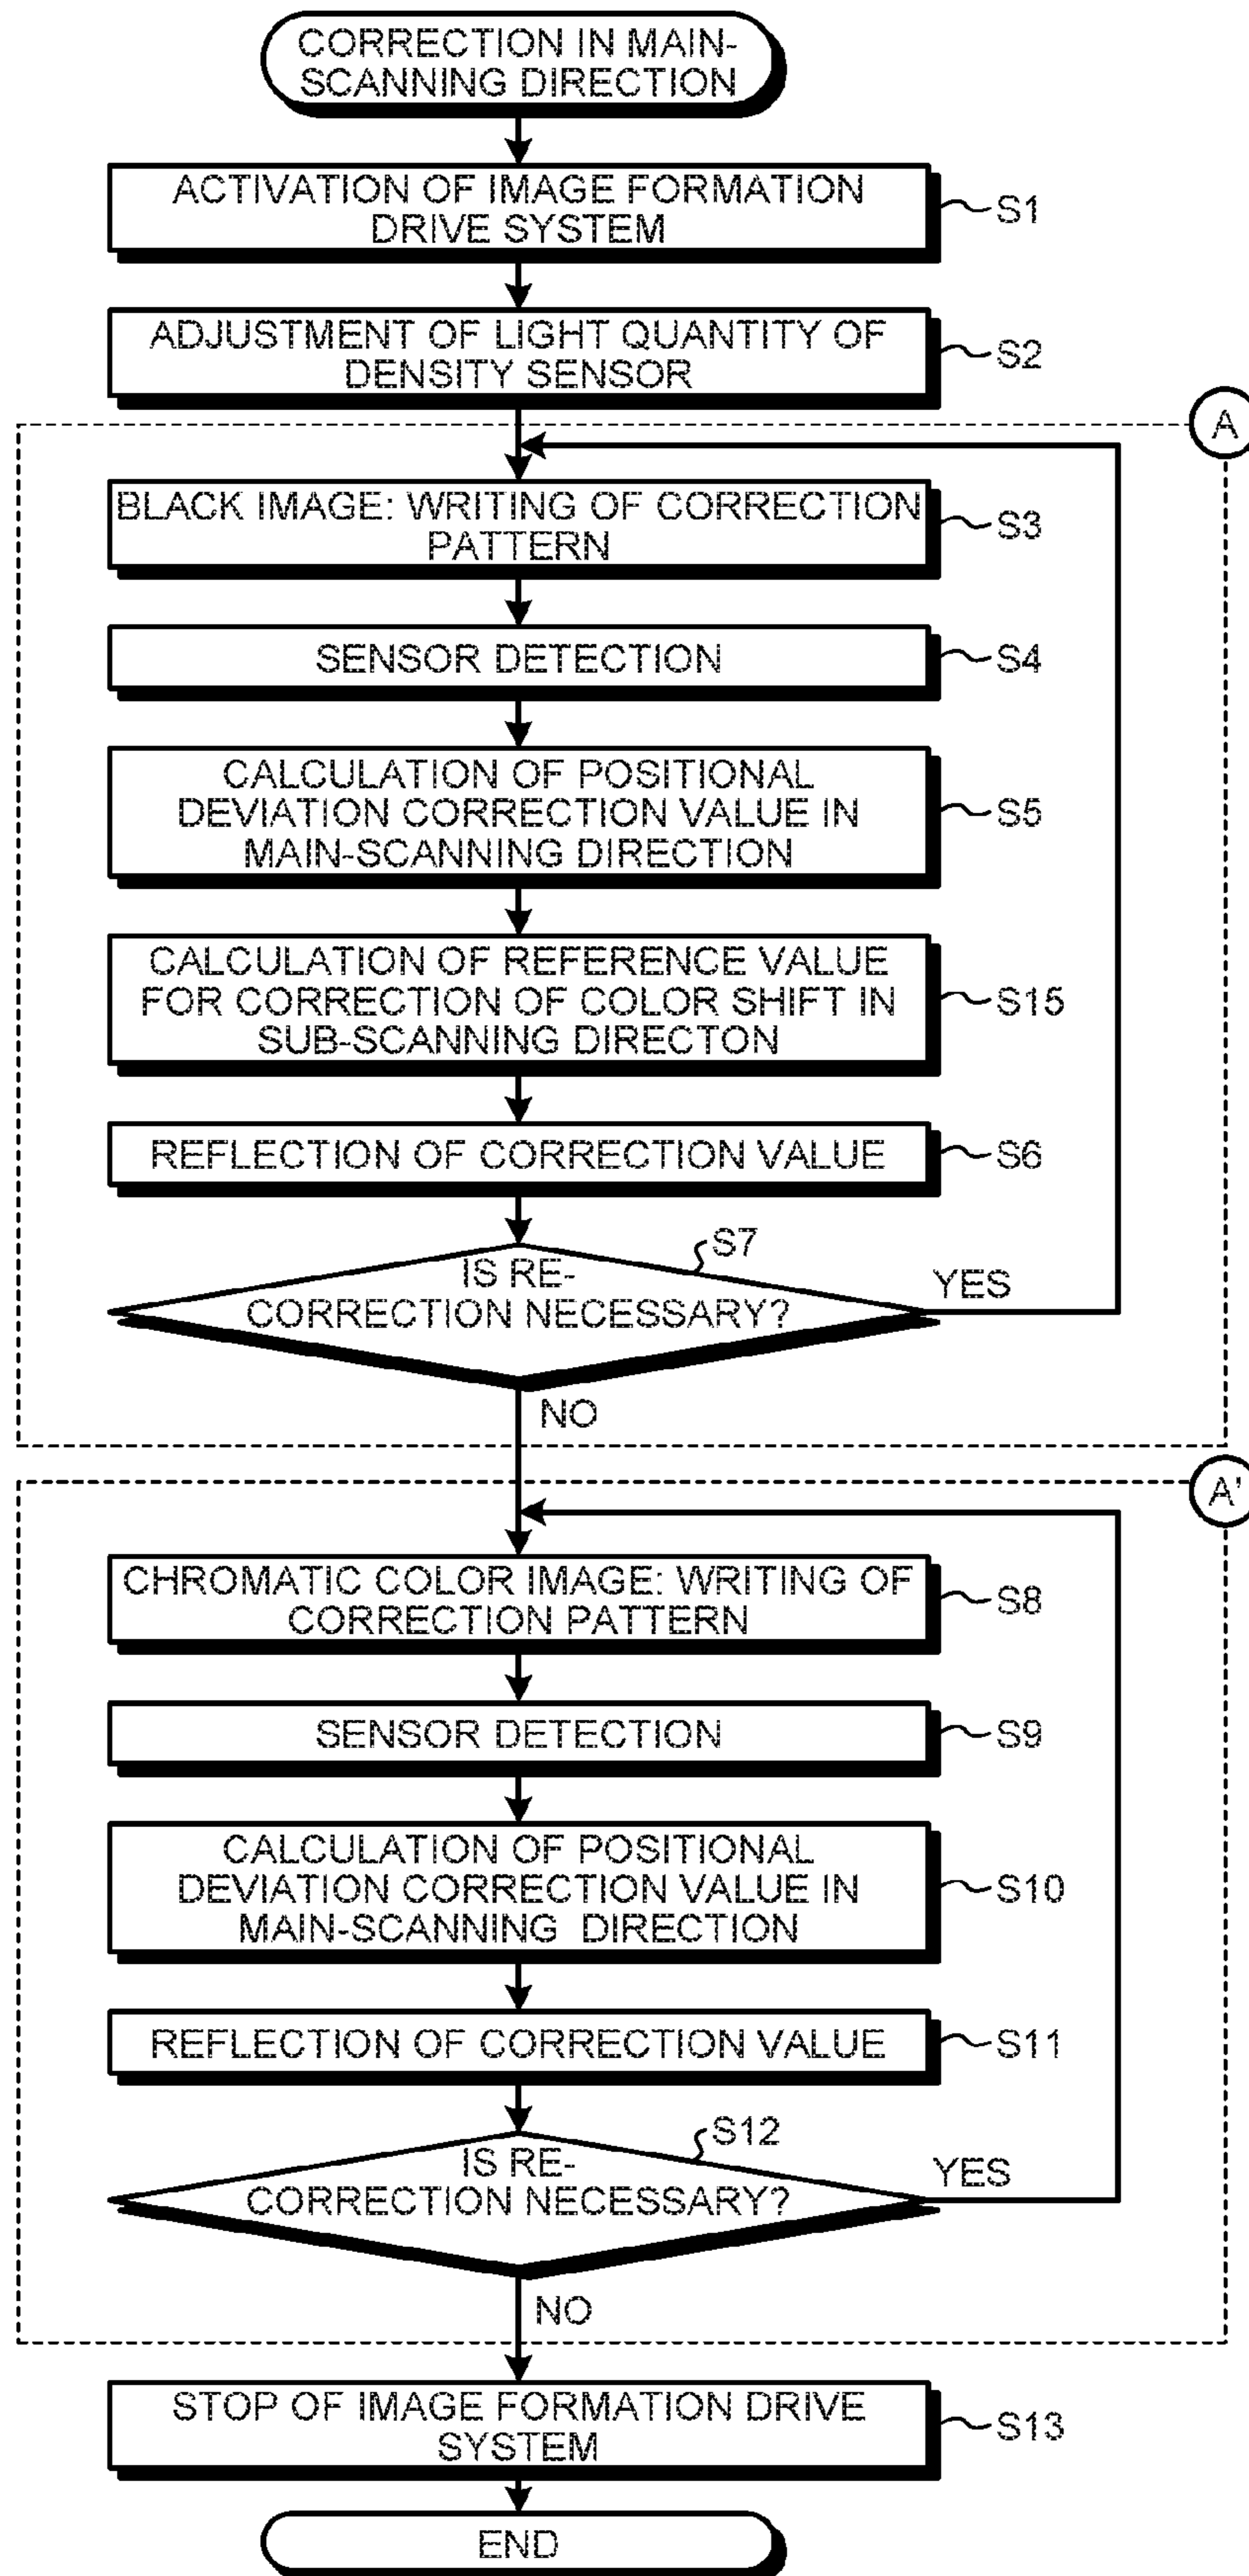 CORRECTION IN MAIN-
SCANNING DIRECTION
ACTIVATION OF IMAGE FORMATION
DRIVE SYSTEM
S1
ADJUSTMENT OF LIGHT QUANTITY OF
DENSITY SENSOR
S2
A
BLACK IMAGE: WRITING OF CORRECTION
PATTERN
S3
SENSOR DETECTION
S4
CALCULATION OF POSITIONAL
DEVIATION CORRECTION VALUE IN
MAIN-SCANNING DIRECTION
S5
CALCULATION OF REFERENCE VALUE
FOR CORRECTION OF COLOR SHIFT IN
SUB-SCANNING DIRECTON
S15
REFLECTION OF CORRECTION VALUE
S6
S7
IS RE-
CORRECTION NECESSARY?
YES
NO
A'
CHROMATIC COLOR IMAGE: WRITING OF
CORRECTION PATTERN
S8
SENSOR DETECTION
S9
CALCULATION OF POSITIONAL
DEVIATION CORRECTION VALUE IN
MAIN-SCANNING DIRECTION
S10
REFLECTION OF CORRECTION VALUE
S11
S12
IS RE-
CORRECTION NECESSARY?
YES
NO
STOP OF IMAGE FORMATION DRIVE
SYSTEM
S13
END